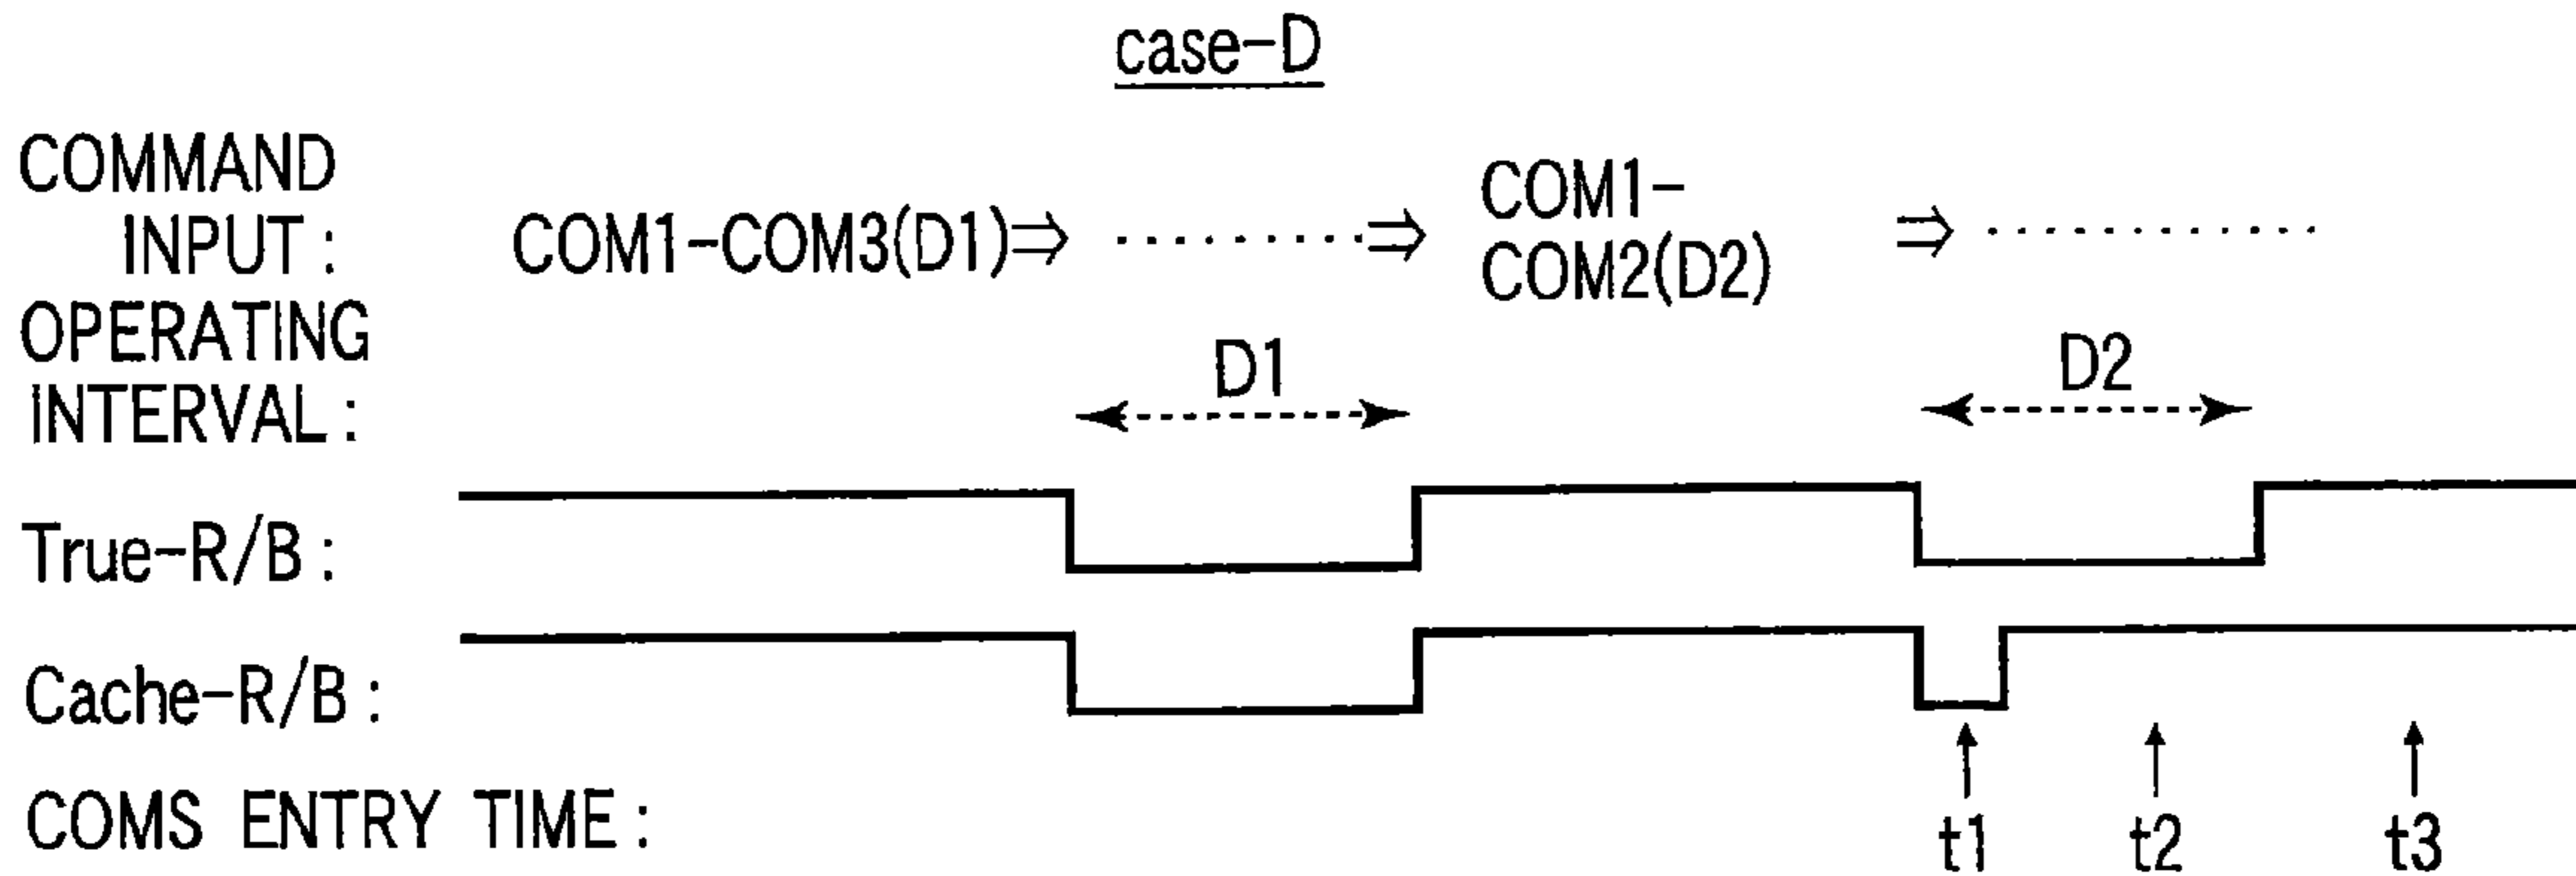 case-D
COMMAND
INPUT :
COM1-COM3(D1)⇒ ·········⇒ COM1-
COM2(D2) ⇒ ············
OPERATING
INTERVAL :
D1
D2
True-R/B :
Cache-R/B :
COMS ENTRY TIME :
t1 t2 t3